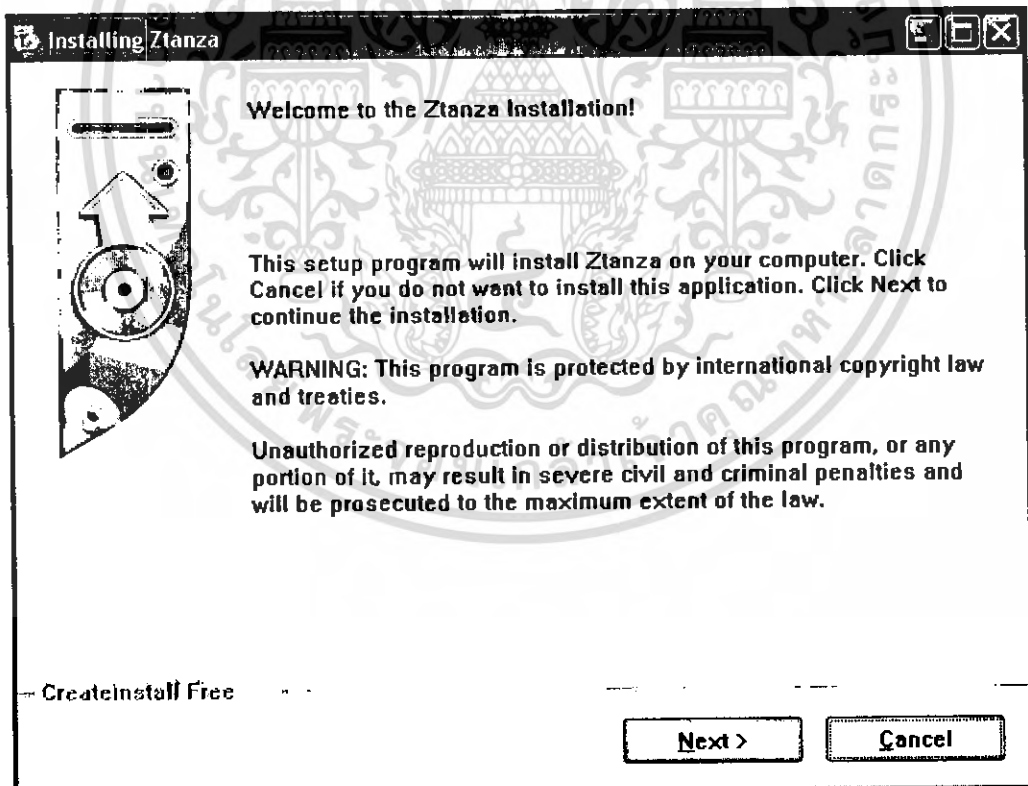 Installing Ztanza
Welcome to the Ztanza Installation!
This setup program will install Ztanza on your computer. Click
Cancel if you do not want to install this application. Click Next to
continue the installation.
WARNING: This program is protected by international copyright law
and treaties.
Unauthorized reproduction or distribution of this program, or any
portion of it, may result in severe civil and criminal penalties and
will be prosecuted to the maximum extent of the law.
CreateInstall Free
Next >
Cancel